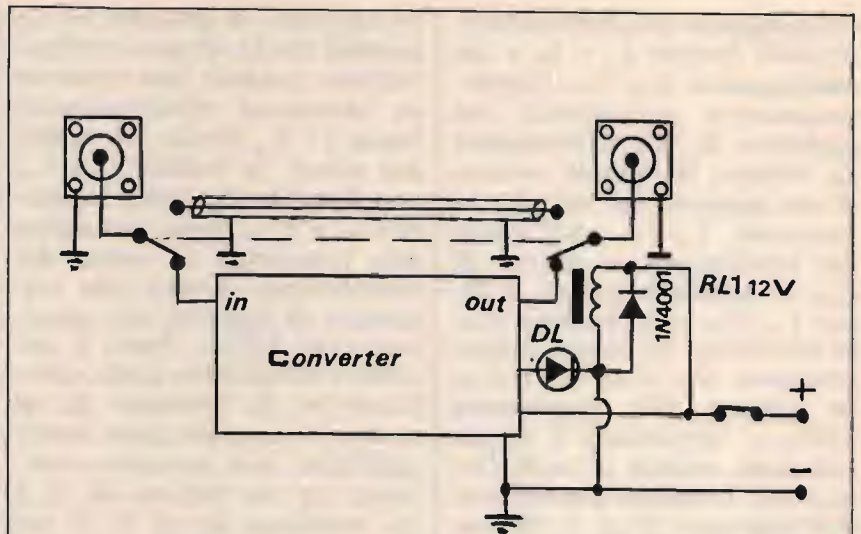 in
out
RL1 12V
1N4001
DL
Converter
+
-